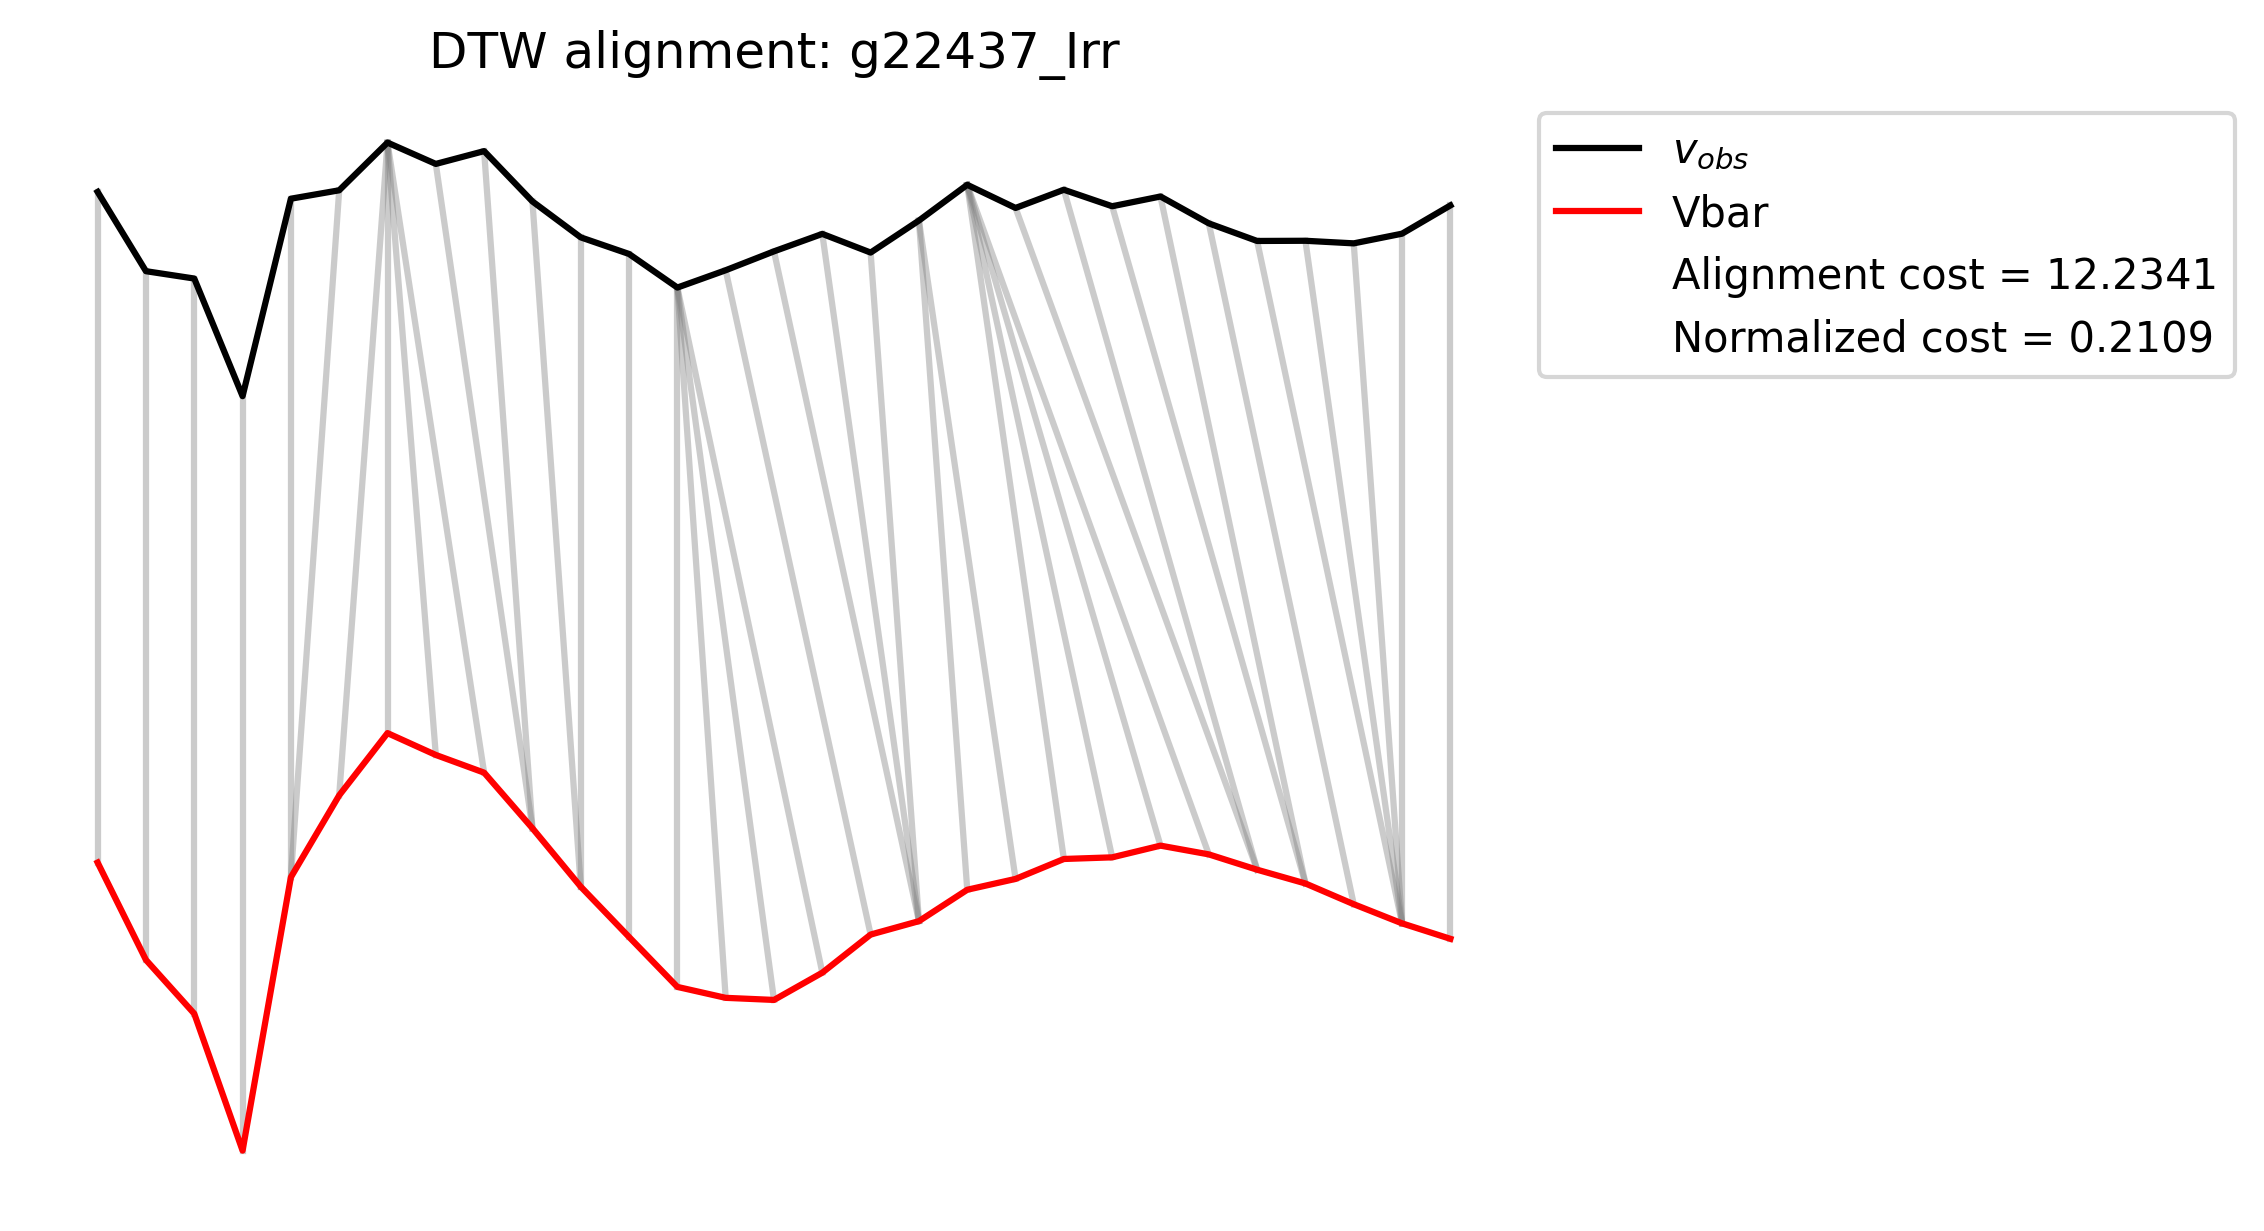 DTW alignment: g22437_Irr
v_obs
Vbar
Alignment cost = 12.2341
Normalized cost = 0.2109